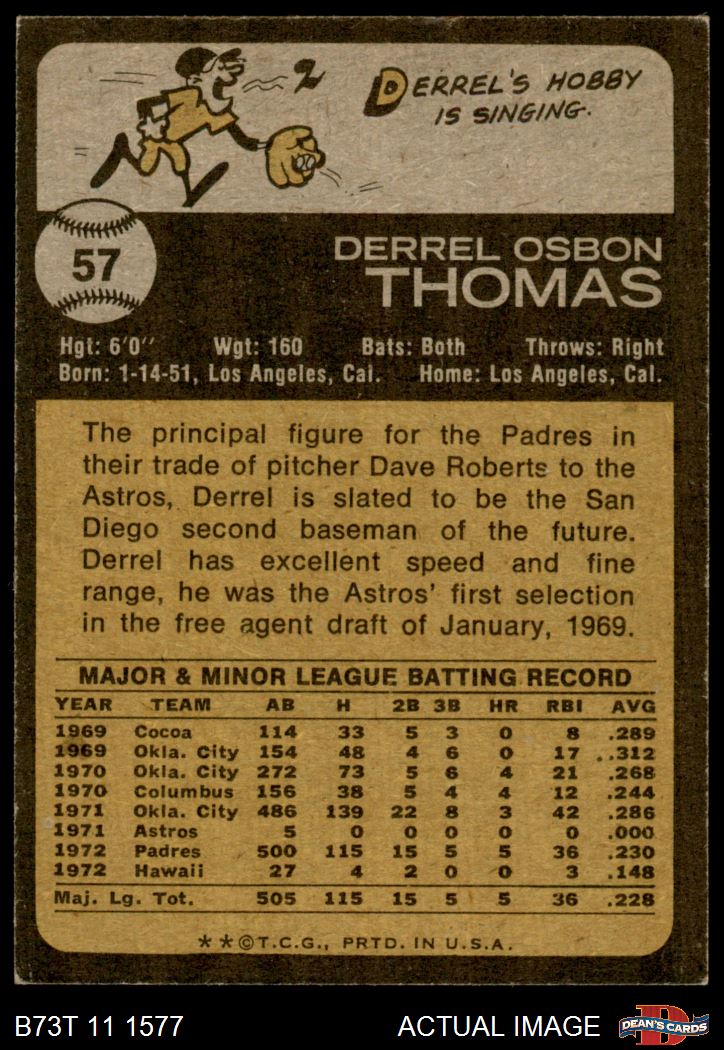 DERREL'S HOBBY
IS SINGING.
57
DERREL OSBON
THOMAS
Hgt: 6'0" Wgt: 160 Bats: Both Throws: Right
Born: 1-14-51, Los Angeles, Cal. Home: Los Angeles, Cal.
The principal figure for the Padres in
their trade of pitcher Dave Roberts to the
Astros, Derrel is slated to be the San
Diego second baseman of the future.
Derrel has excellent speed and fine
range, he was the Astros' first selection
in the free agent draft of January, 1969.
MAJOR & MINOR LEAGUE BATTING RECORD
YEAR TEAM AB H 2B 3B HR RBI AVG
1969 Cocoa 114 33 5 3 0 8 .289
1969 Okla. City 154 48 4 6 0 17 ..312
1970 Okla. City 272 73 5 6 4 21 .268
1970 Columbus 156 38 5 4 4 12 .244
1971 Okla. City 486 139 22 8 3 42 .286
1971 Astros 5 0 0 0 0 0 .000
1972 Padres 500 115 15 5 5 36 .230
1972 Hawaii 27 4 2 0 0 3 .148
Maj. Lg. Tot. 505 115 15 5 5 36 .228
**©T.C.G., PRTD. IN U.S.A.
B73T 11 1577 ACTUAL IMAGE
D
DEAN'S CARDS